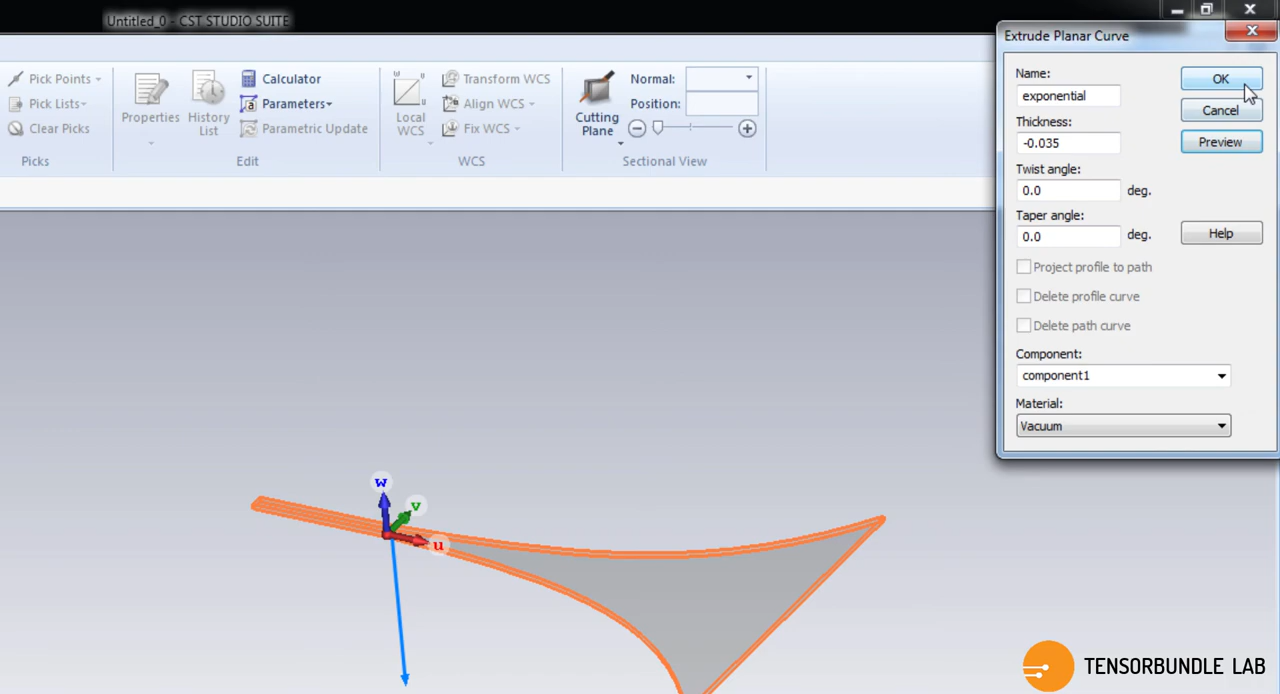 Untitled_0 - CST STUDIO SUITE
Extrude Planar Curve
Name:
exponential
OK
Thickness:
-0.035
Cancel
Preview
Twist angle:
0.0 deg.
Taper angle:
0.0 deg.
Help
Project profile to path
Delete profile curve
Delete path curve
Component:
component1
Material:
Vacuum
Pick Points
Pick Lists
Clear Picks
Picks
Properties
History List
Calculator
Parameters
Parametric Update
Edit
w
u
Local WCS
Transform WCS
Align WCS
Fix WCS
WCS
Cutting Plane
Normal:
Position:
Sectional View
w
v
u
TENSORBUNDLE LAB